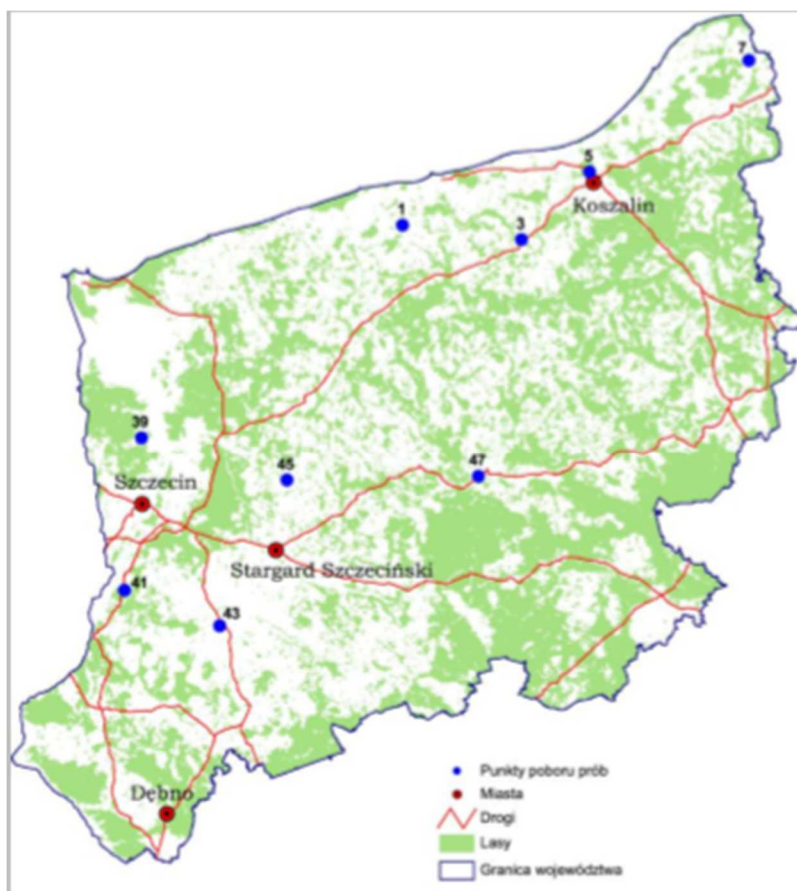 7
5
Koszalin
1
3
39
45
47
Szczecin
Stargard Szczeciński
41
43
Dębno
Punkty poboru prób
Miasta
Drogi
Lasy
Granica województwa